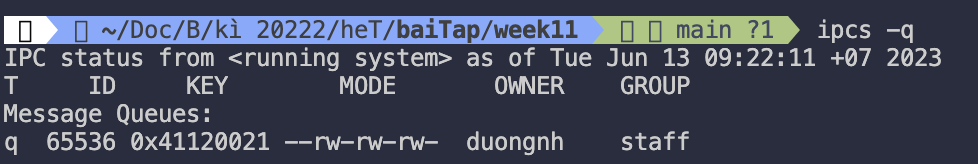 ~/Doc/B/kì 20222/heT/baiTap/week11 main ?1 ipcs -q
IPC status from <running system> as of Tue Jun 13 09:22:11 +07 2023
T ID KEY MODE OWNER GROUP
Message Queues:
q 65536 0x41120021 --rw-rw-rw- duongnh staff